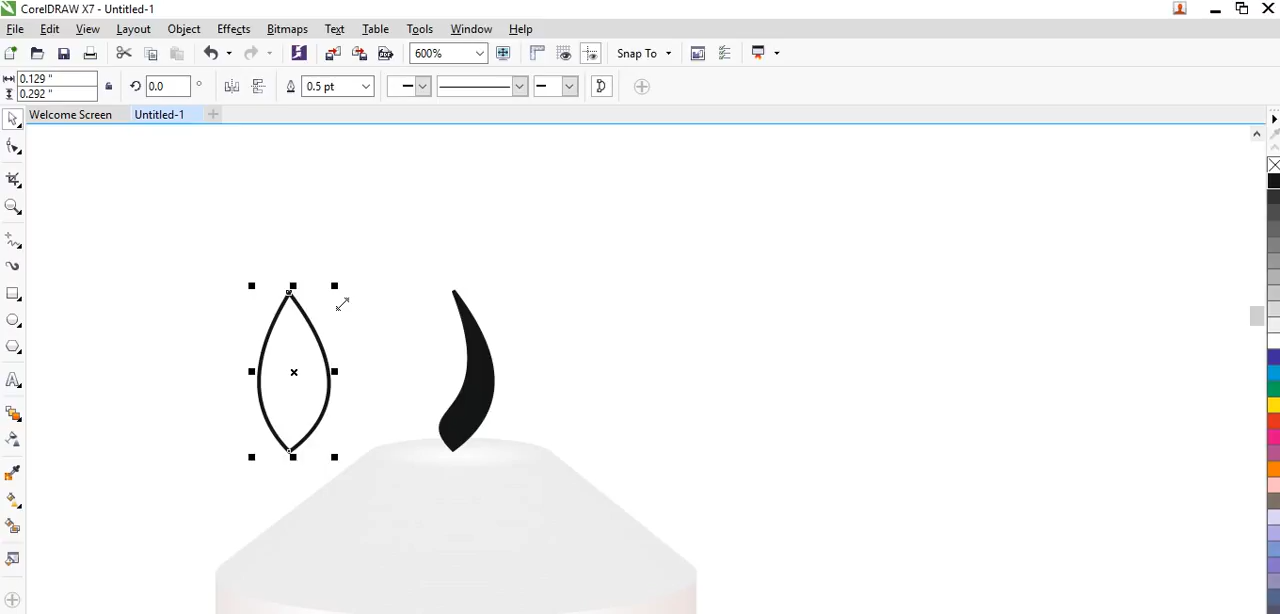 CorelDRAW X7 - Untitled-1
File Edit View Layout Object Effects Bitmaps Text Table Tools Window Help
600% Snap To
0.129 "
0.292 "
0.0 ° 0.5 pt
Welcome Screen Untitled-1